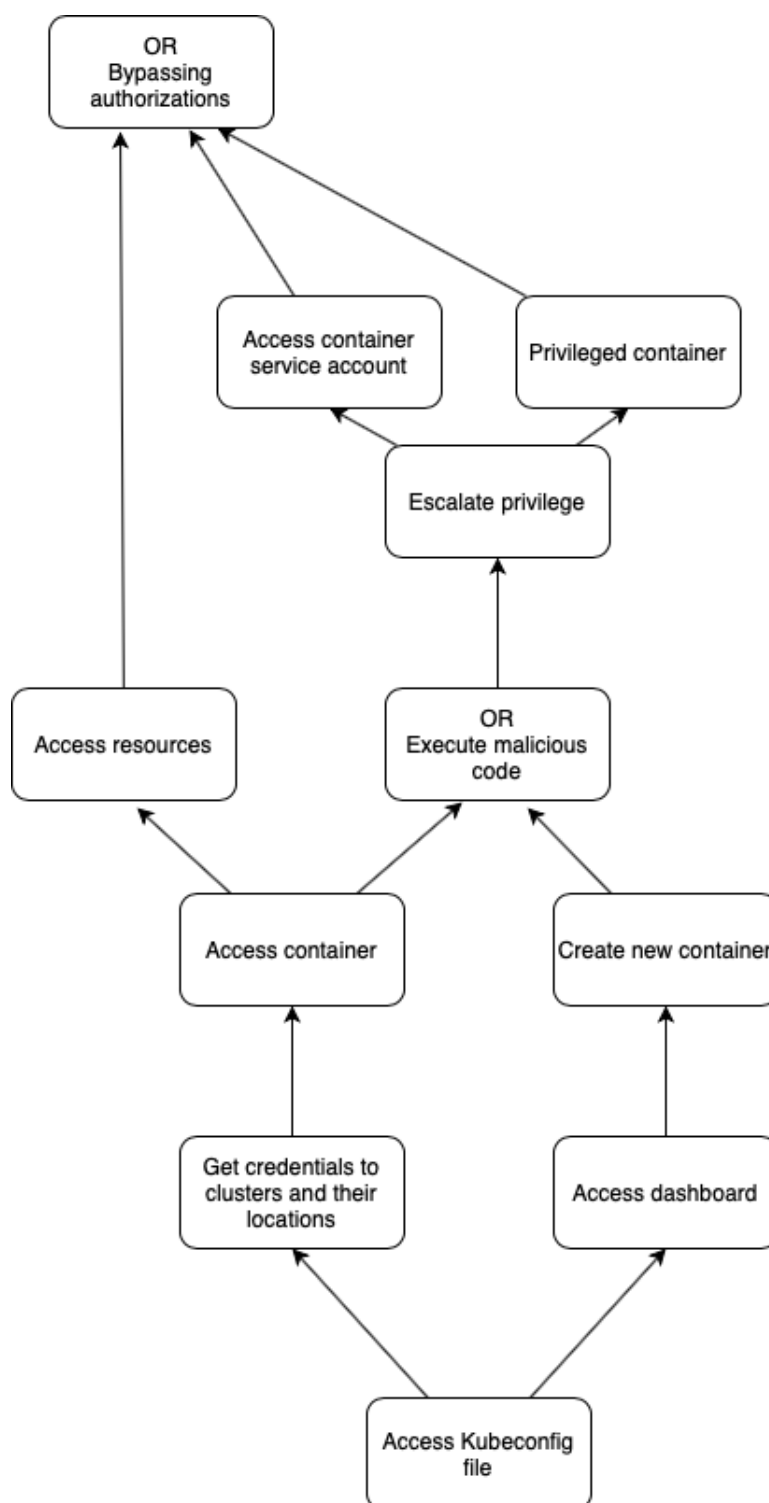 OR
Bypassing
authorizations
Access container
service account
Privileged container
Escalate privilege
Access resources
OR
Execute malicious
code
Access container
Create new container
Get credentials to
clusters and their
locations
Access dashboard
Access Kubeconfig
file